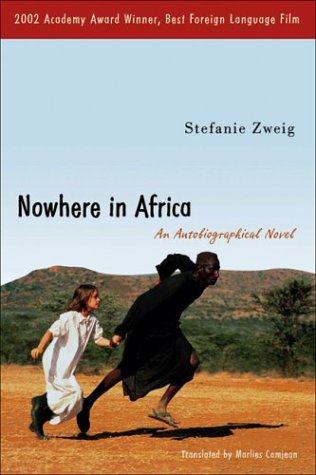 2002 Academy Award Winner, Best Foreign Language Film
Stefanie Zweig
Nowhere in Africa
An Autobiographical Novel
Translated by Marlies Comjean